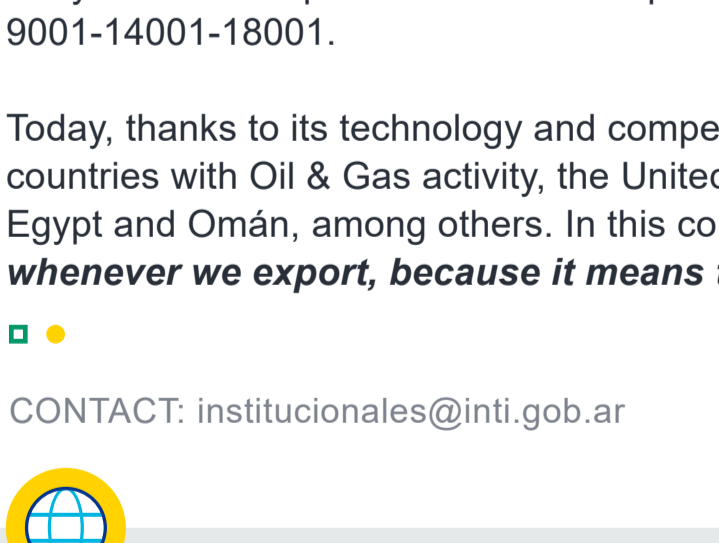 9001-14001-18001.
Today, thanks to its technology and compe
countries with Oil & Gas activity, the United
Egypt and Omán, among others. In this co
whenever we export, because it means
CONTACT: institucionales@inti.gob.ar